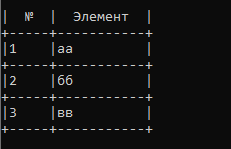 | № | Элемент |
+-----+-----------+
|1 |аа |
+-----+-----------+
|2 |бб |
+-----+-----------+
|3 |вв |
+-----+-----------+